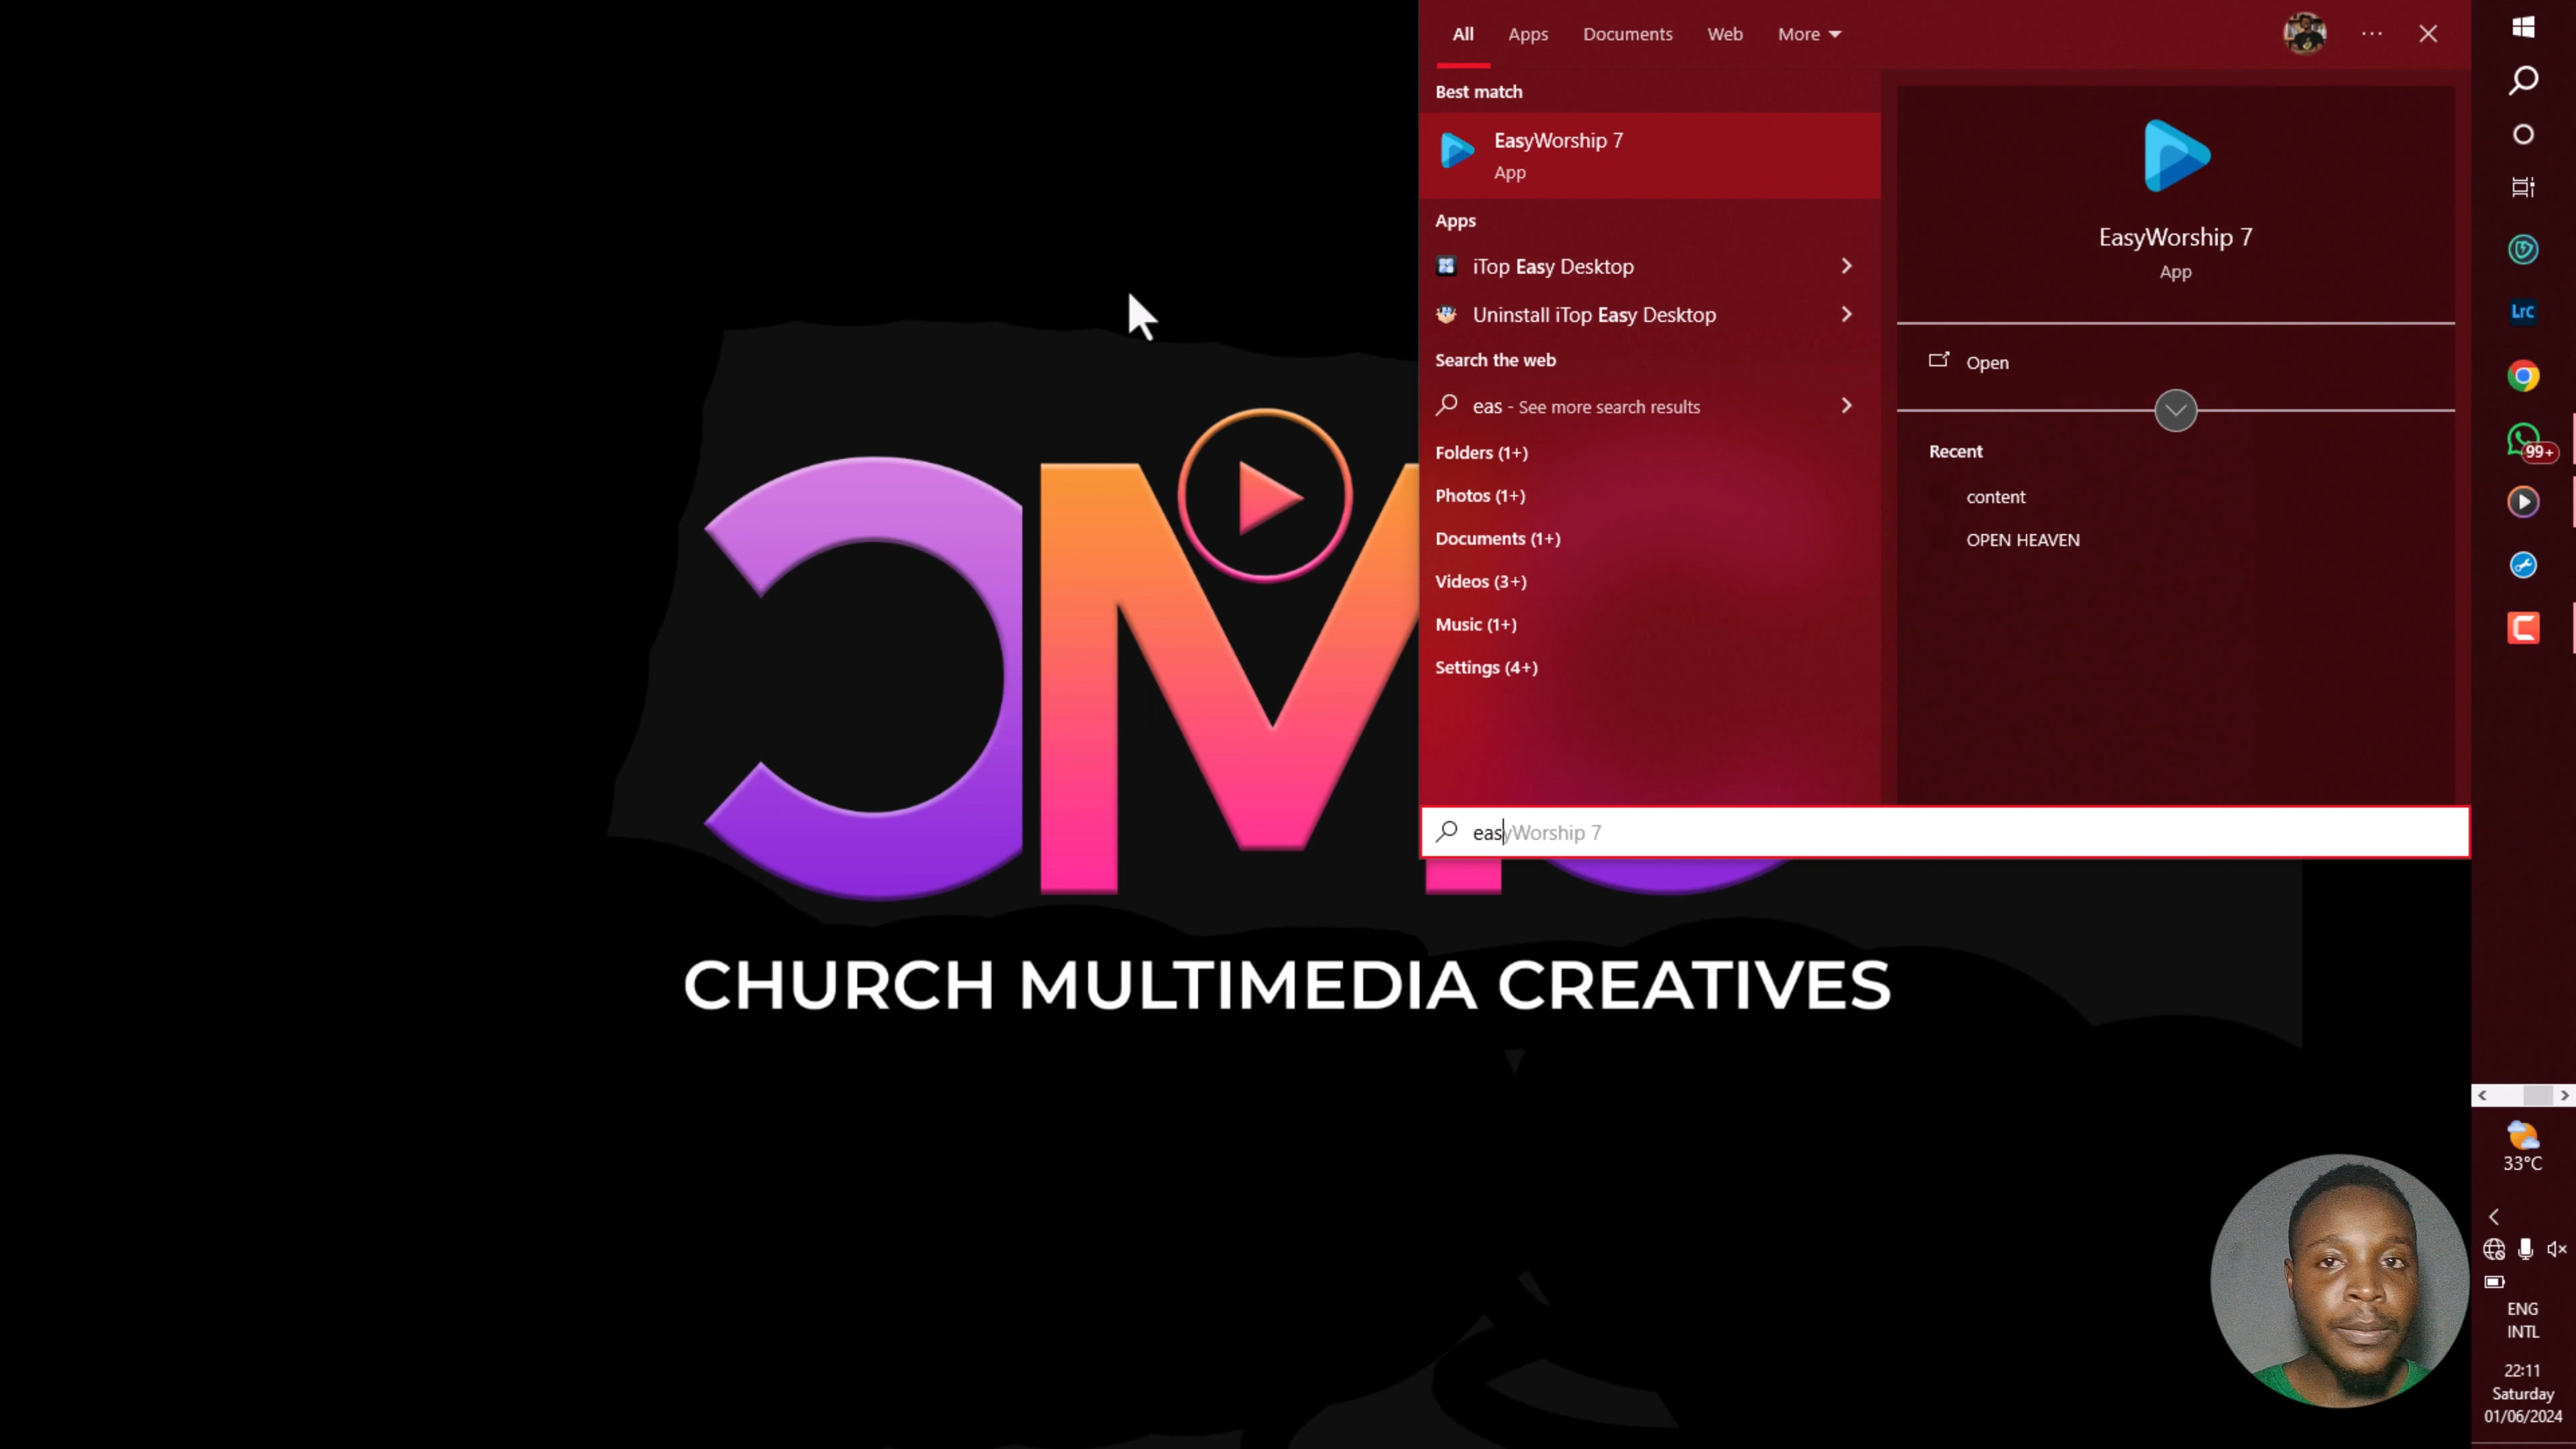 All Apps Documents Web More
Best match
EasyWorship 7
App
Apps
iTop Easy Desktop
Uninstall iTop Easy Desktop
Search the web
eas - See more search results
Folders (1+)
Photos (1+)
Documents (1+)
Videos (3+)
Music (1+)
Settings (4+)
EasyWorship 7
App
Open
Recent
content
OPEN HEAVEN
easyWorship 7
CM
CHURCH MULTIMEDIA CREATIVES
LrC
99+
33°C
ENG
INTL
22:11
Saturday
01/06/2024